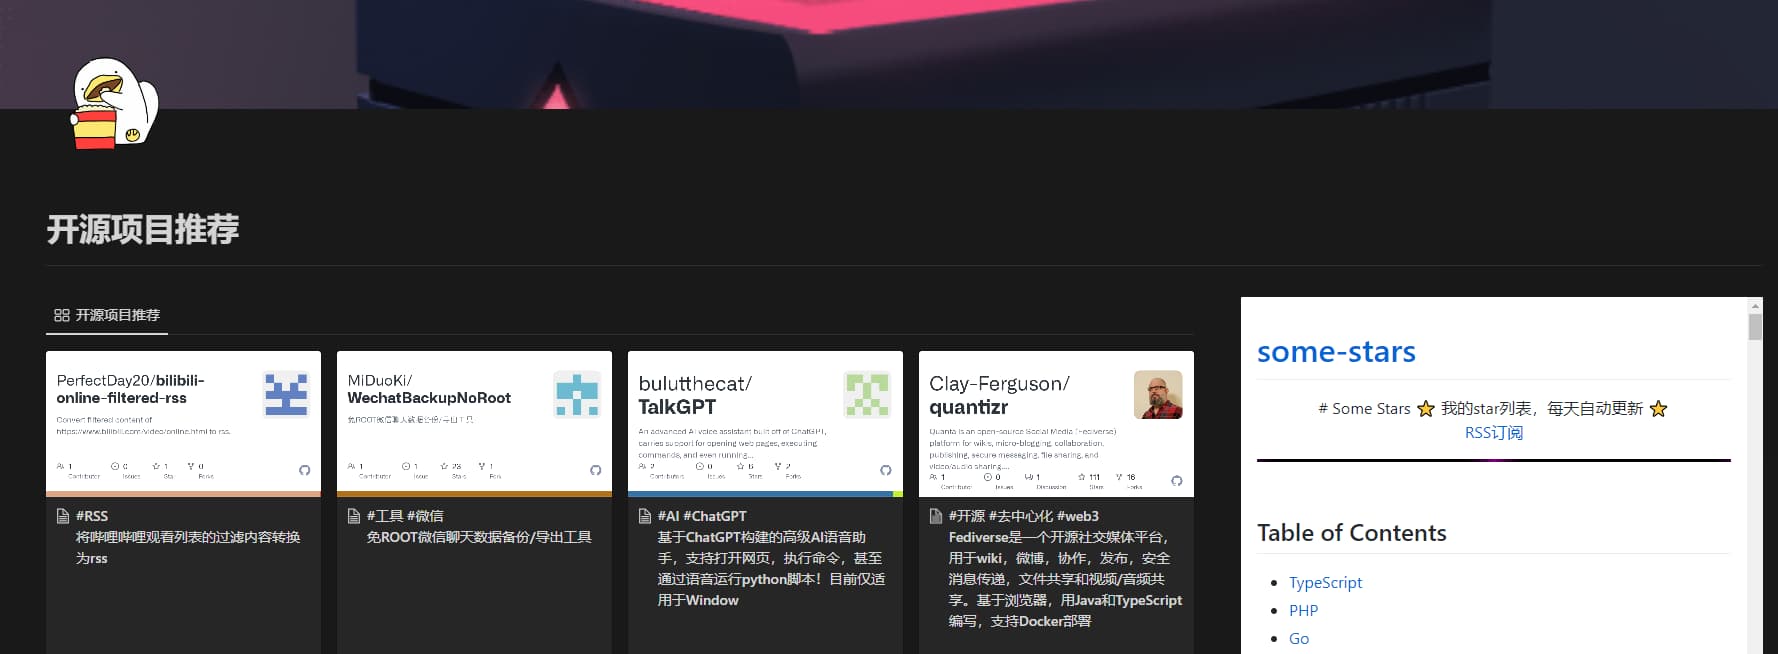 开源项目推荐
开源项目推荐
PerfectDay20/bilibili-
online-filtered-rss
Convert filtered content of
https://www.bilibili.com/video/online.html to rss.
1
Contributor
0
Issues
1
Star
0
Forks
#RSS
将哔哩哔哩观看列表的过滤内容转换
为rss
MiDuoKi/
WechatBackupNoRoot
免ROOT微信聊天数据备份/导出工具
1
Contributor
1
Issue
23
Stars
1
Fork
#工具 #微信
免ROOT微信聊天数据备份/导出工具
bulutthecat/
TalkGPT
An advanced AI voice assistant built off of ChatGPT,
carries support for opening web pages, executing
commands, and even running...
2
Contributors
0
Issues
6
Stars
2
Forks
#AI #ChatGPT
基于ChatGPT构建的高级AI语音助
手，支持打开网页，执行命令，甚至
通过语音运行python脚本！目前仅适
用于Window
Clay-Ferguson/
quantizr
Quanta is an open-source Social Media (Fediverse)
platform for wikis, micro-blogging, collaboration,
publishing, secure messaging, file sharing, and
video/audio sharing....
1
Contributor
0
Issues
1
Discussion
111
Stars
16
Forks
#开源 #去中心化 #web3
Fediverse是一个开源社交媒体平台，
用于wiki，微博，协作，发布，安全
消息传递，文件共享和视频/音频共
享。基于浏览器，用Java和TypeScript
编写，支持Docker部署
some-stars
# Some Stars ⭐ 我的star列表，每天自动更新 ⭐
RSS订阅
Table of Contents
TypeScript
PHP
Go